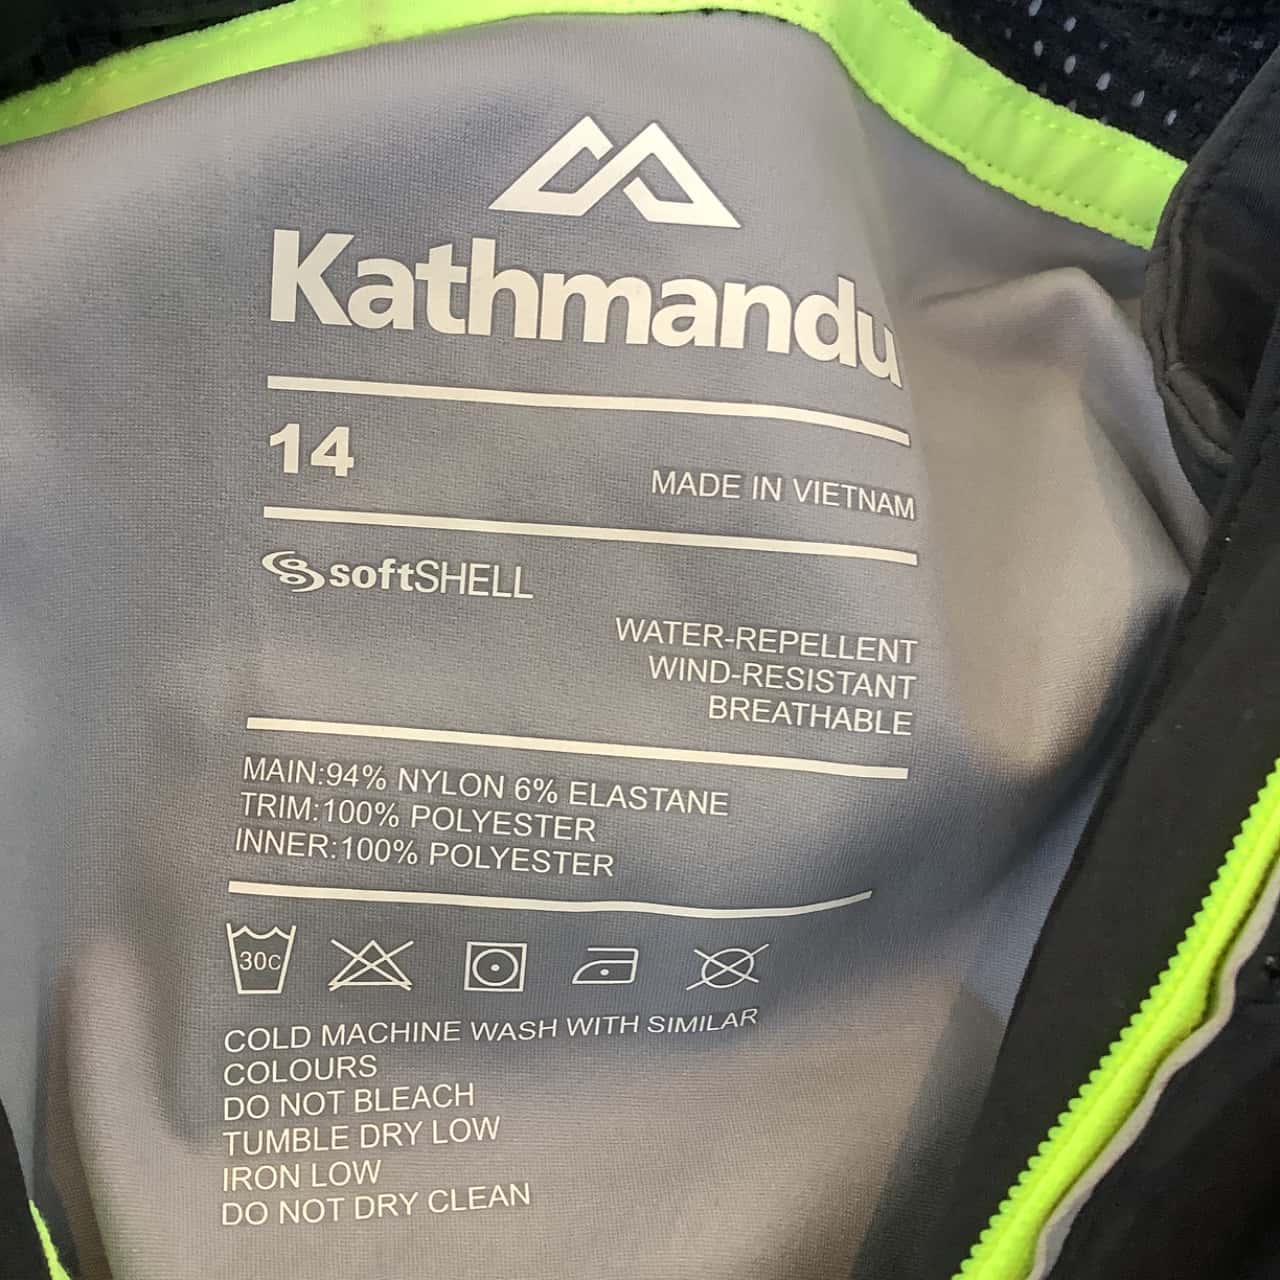 Kathmandu
14
MADE IN VIETNAM
softSHELL
WATER-REPELLENT
WIND-RESISTANT
BREATHABLE
MAIN:94% NYLON 6% ELASTANE
TRIM:100% POLYESTER
INNER:100% POLYESTER
30C
COLD MACHINE WASH WITH SIMILAR
COLOURS
DO NOT BLEACH
TUMBLE DRY LOW
IRON LOW
DO NOT DRY CLEAN